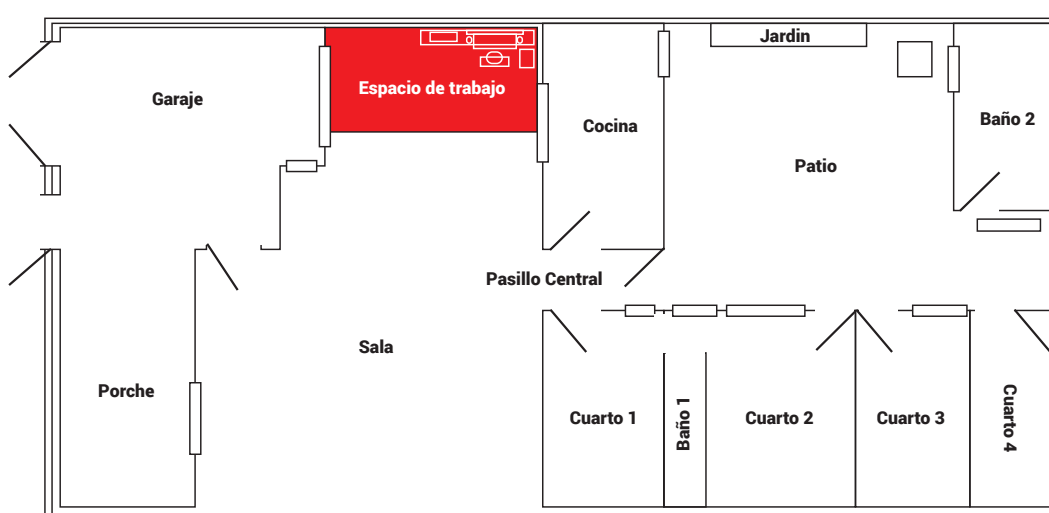 Jardin
Espacio de trabajo
Garaje
Cocina
Baño 2
Patio
Pasillo Central
Sala
Porche
Cuarto 1
Baño 1
Cuarto 2
Cuarto 3
Cuarto 4